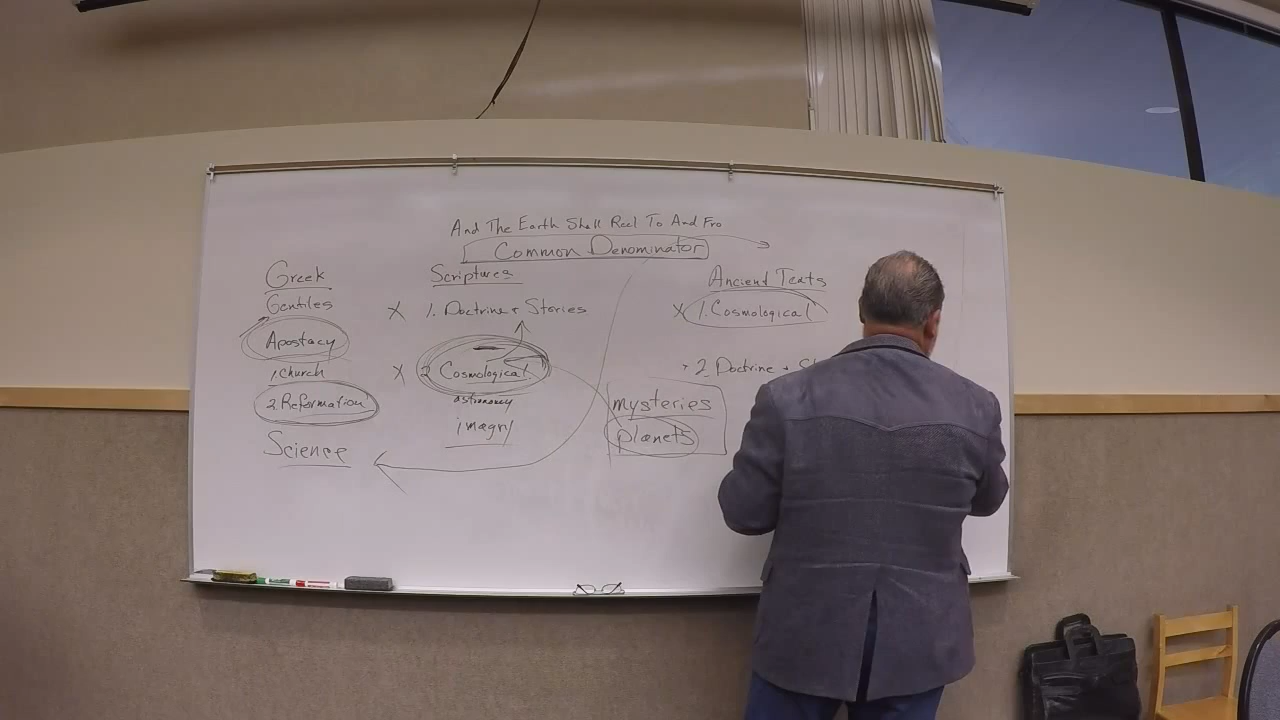 And The Earth Shall Reel To And Fro
Common Denominator
Greek
Gentiles
Apostacy
1. Church
2. Reformation
Science
Scriptures
X 1. Doctrine + Stories
X 2 Cosmological
astronomy
imagry
mysteries
planets
Ancient Texts
X 1. Cosmological
2. Doctrine +